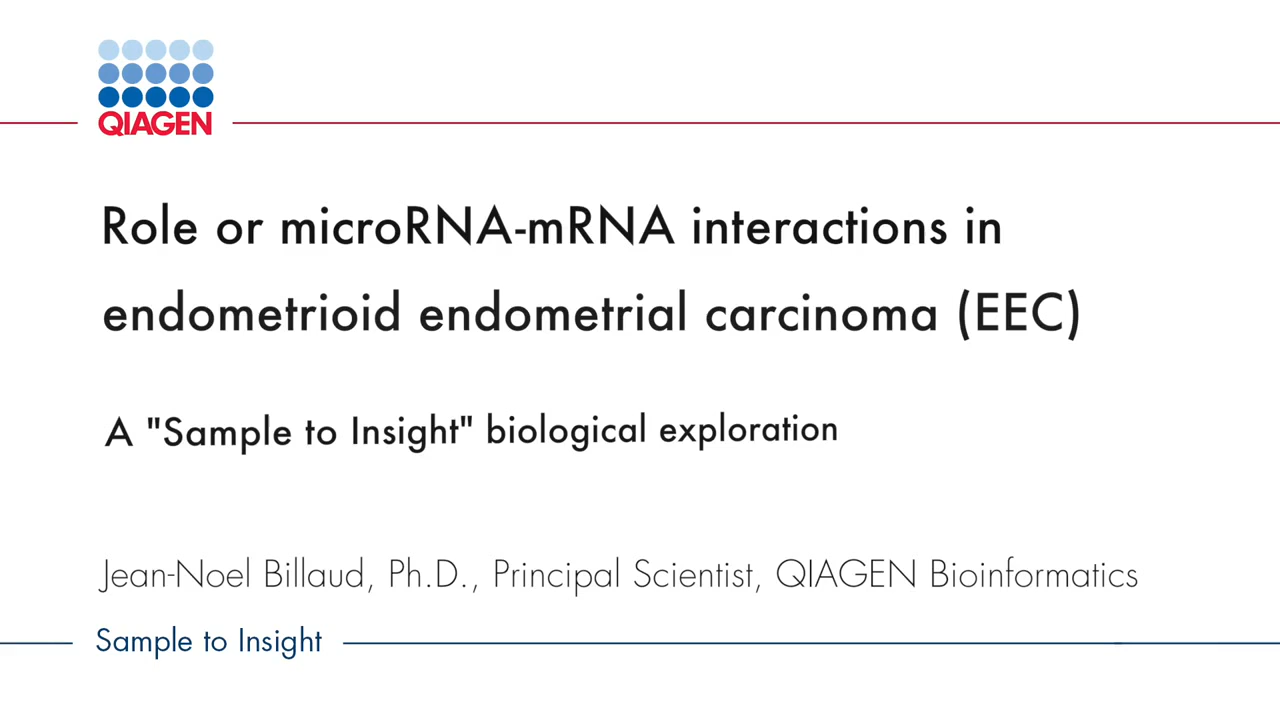 QIAGEN
Role or microRNA-mRNA interactions in
endometrioid endometrial carcinoma (EEC)
A "Sample to Insight" biological exploration
Jean-Noel Billaud, Ph.D., Principal Scientist, QIAGEN Bioinformatics
Sample to Insight